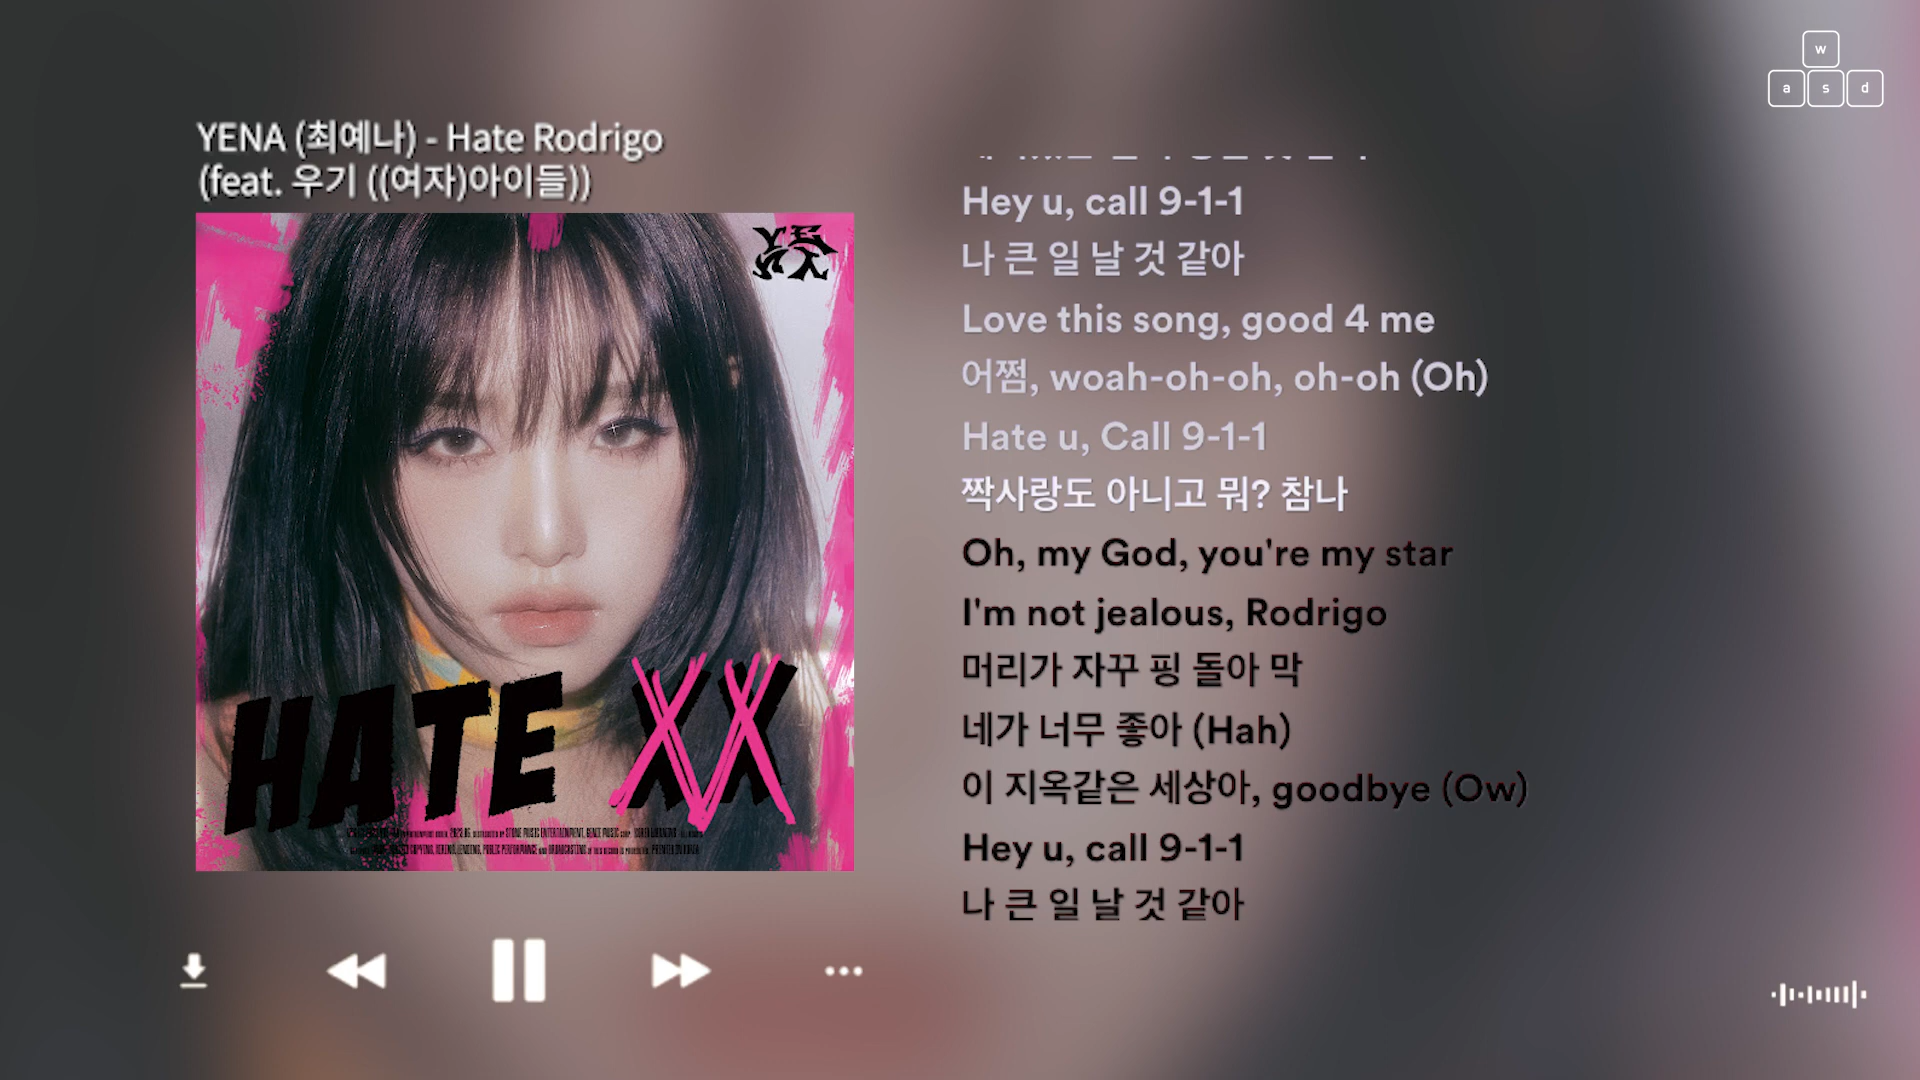 w
a s d
YENA (최예나) - Hate Rodrigo
(feat. 우기 ((여자)아이들))
HATE XX
Hey u, call 9-1-1
나 큰 일 날 것 같아
Love this song, good 4 me
어쩜, woah-oh-oh, oh-oh (Oh)
Hate u, Call 9-1-1
짝사랑도 아니고 뭐? 참나
Oh, my God, you're my star
I'm not jealous, Rodrigo
머리가 자꾸 핑 돌아 막
네가 너무 좋아 (Hah)
이 지옥같은 세상아, goodbye (Ow)
Hey u, call 9-1-1
나 큰 일 날 것 같아